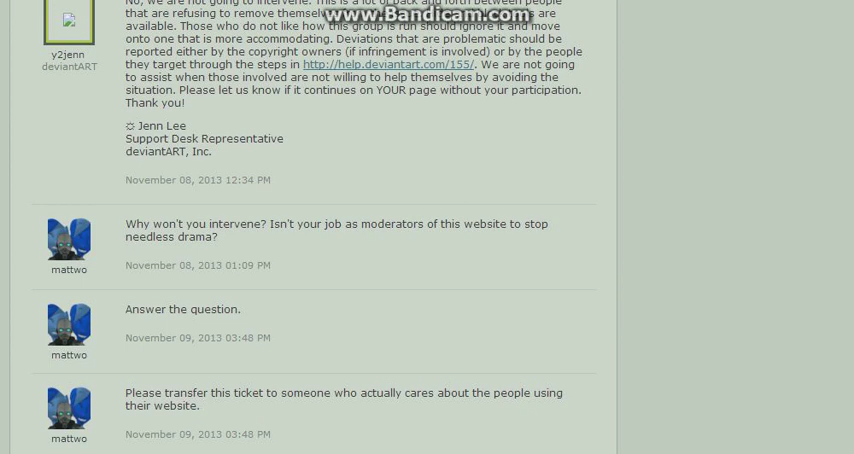 No, we are not going to intervene. This is a lot of back and forth between people
that are refusing to remove themselves are
www.Bandicam.com
available. Those who do not like how this group is run should ignore it and move
onto one that is more accommodating. Deviations that are problematic should be
reported either by the copyright owners (if infringement is involved) or by the people
they target through the steps in http://help.deviantart.com/155/. We are not going
to assist when those involved are not willing to help themselves by avoiding the
situation. Please let us know if it continues on YOUR page without your participation.
Thank you!
y2jenn
deviantART
☼ Jenn Lee
Support Desk Representative
deviantART, Inc.
November 08, 2013 12:34 PM
Why won't you intervene? Isn't your job as moderators of this website to stop
needless drama?
November 08, 2013 01:09 PM
mattwo
Answer the question.
November 09, 2013 03:48 PM
mattwo
Please transfer this ticket to someone who actually cares about the people using
their website.
November 09, 2013 03:48 PM
mattwo